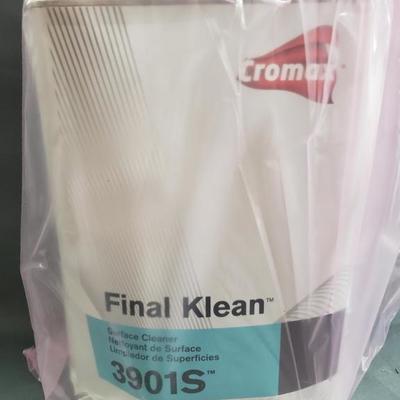 Cromax
Final Klean™
Surface Cleaner
Nettoyant de Surface
Limpiador de Superficies
3901S™